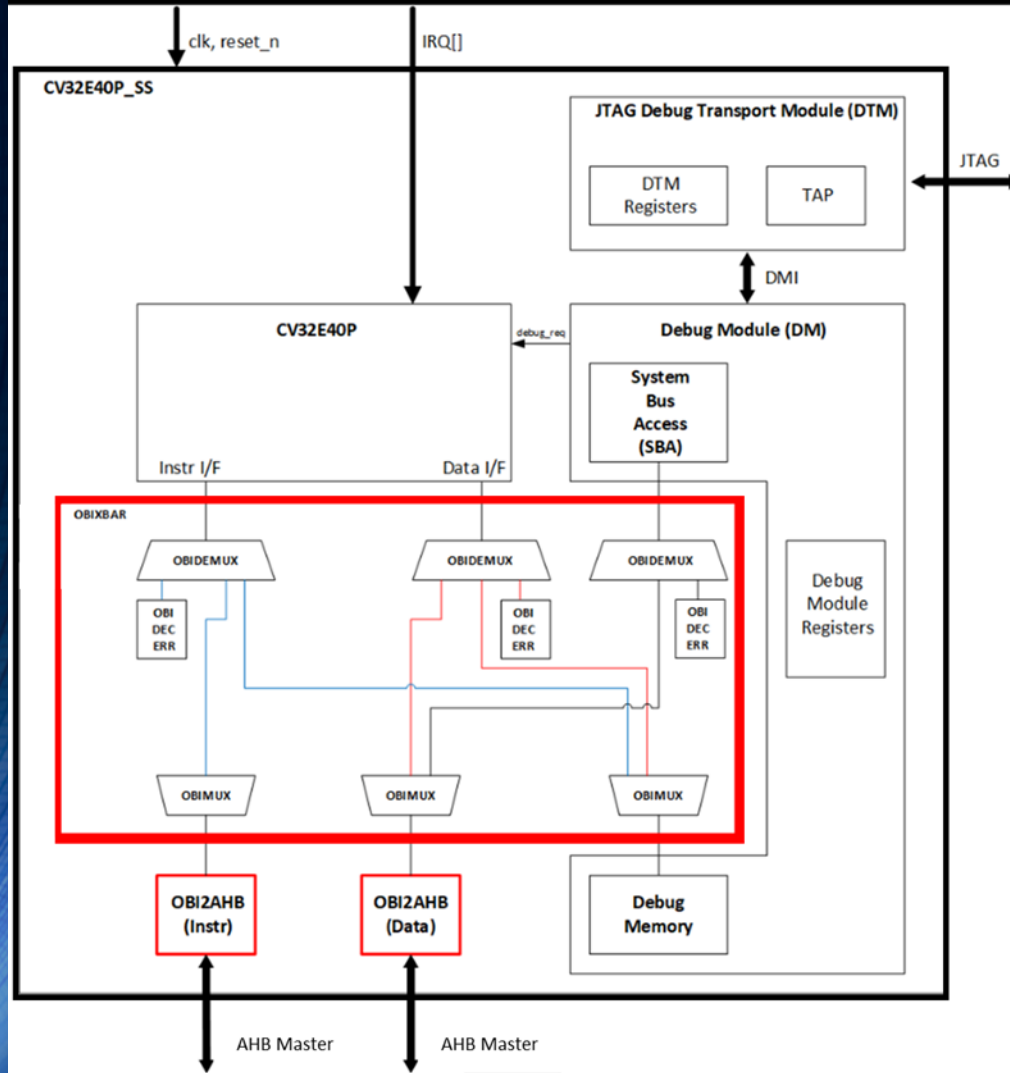 clk, reset_n
IRQ[]
CV32E40P_SS
JTAG Debug Transport Module (DTM)
DTM
Registers
TAP
JTAG
DMI
CV32E40P
debug_req
Debug Module (DM)
System
Bus
Access
(SBA)
Instr I/F
Data I/F
OBIXBAR
OBIDEMUX
OBIDEMUX
OBIDEMUX
OBI
DEC
ERR
OBI
DEC
ERR
OBI
DEC
ERR
Debug
Module
Registers
OBIMUX
OBIMUX
OBIMUX
OBI2AHB
(Instr)
OBI2AHB
(Data)
Debug
Memory
AHB Master
AHB Master